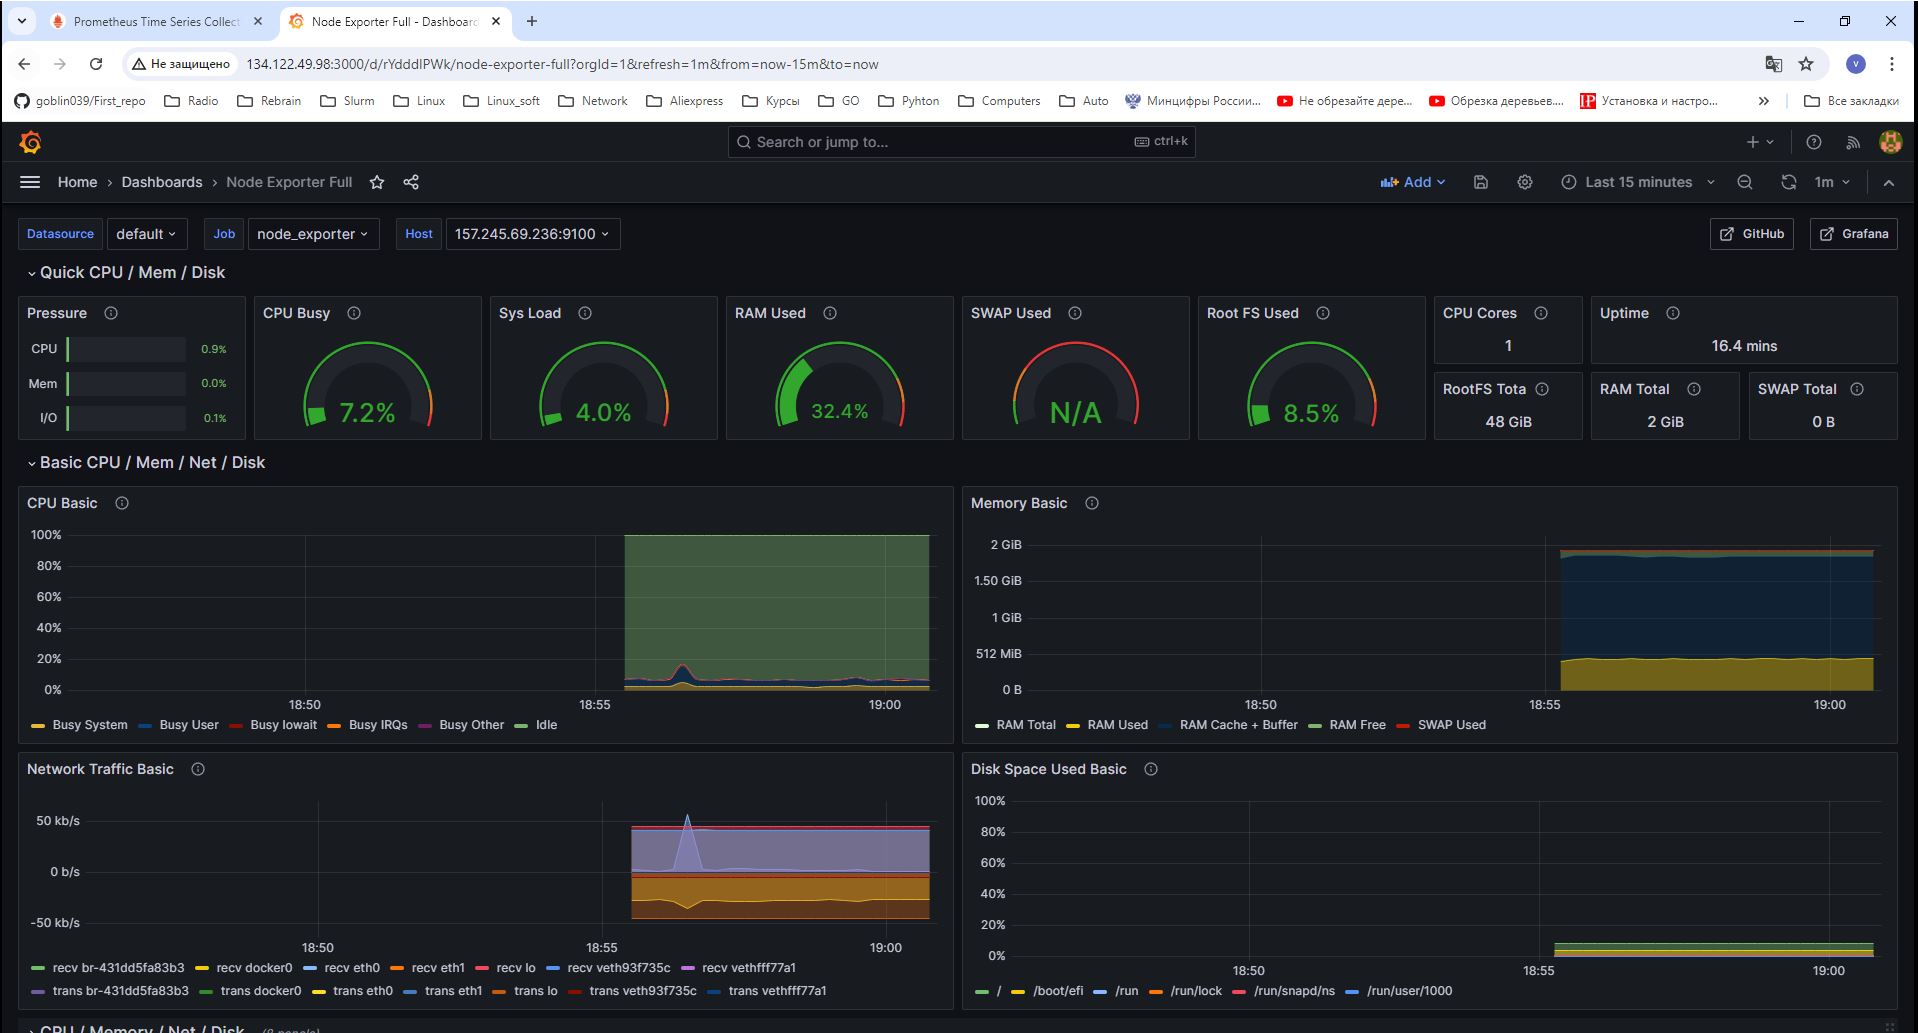 Prometheus Time Series Collect
Node Exporter Full - Dashboard
Не защищено
134.122.49.98:3000/d/rYdddlPWk/node-exporter-full?orgId=1&refresh=1m&from=now-15m&to=now
V
goblin039/First_repo
Radio
Rebrain
Slurm
Linux
Linux_soft
Network
Aliexpress
Курсы
GO
Pyhton
Computers
Auto
Минцифры России...
Не обрезайте дере...
Обрезка деревьев....
Установка и настро...
Все закладки
Search or jump to...
ctrl+k
Home › Dashboards › Node Exporter Full
Add
Last 15 minutes
1m
Datasource
default
Job
node_exporter
Host
157.245.69.236:9100
GitHub
Grafana
Quick CPU / Mem / Disk
Pressure
CPU
0.9%
Mem
0.0%
I/O
0.1%
CPU Busy
7.2%
Sys Load
4.0%
RAM Used
32.4%
SWAP Used
N/A
Root FS Used
8.5%
CPU Cores
1
Uptime
16.4 mins
RootFS Tota
48 GiB
RAM Total
2 GiB
SWAP Total
0 B
Basic CPU / Mem / Net / Disk
CPU Basic
100%
80%
60%
40%
20%
0%
18:50
18:55
19:00
Busy System
Busy User
Busy Iowait
Busy IRQs
Busy Other
Idle
Memory Basic
2 GiB
1.50 GiB
1 GiB
512 MiB
0 B
18:50
18:55
19:00
RAM Total
RAM Used
RAM Cache + Buffer
RAM Free
SWAP Used
Network Traffic Basic
50 kb/s
0 b/s
-50 kb/s
18:50
18:55
19:00
recv br-431dd5fa83b3
recv docker0
recv eth0
recv eth1
recv lo
recv veth93f735c
recv vethfff77a1
trans br-431dd5fa83b3
trans docker0
trans eth0
trans eth1
trans lo
trans veth93f735c
trans vethfff77a1
Disk Space Used Basic
100%
80%
60%
40%
20%
0%
18:50
18:55
19:00
/
/boot/efi
/run
/run/lock
/run/snapd/ns
/run/user/1000
CPU / Memory / Net / Disk